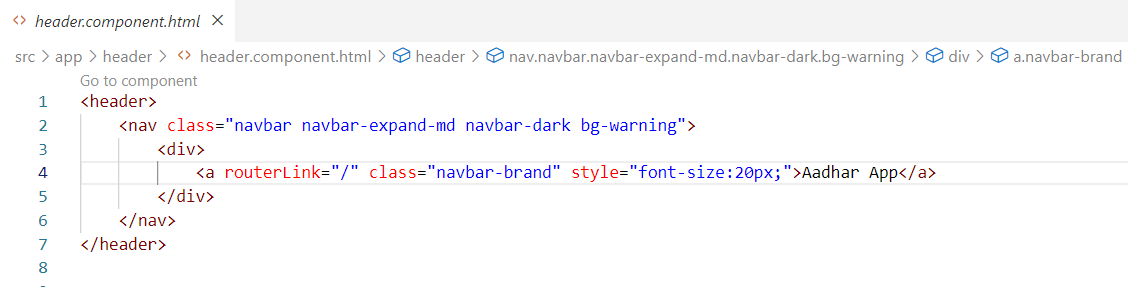 header.component.html ×
src > app > header > header.component.html > header > nav.navbar.navbar-expand-md.navbar-dark.bg-warning > div > a.navbar-brand
Go to component
1 <header>
2 <nav class="navbar navbar-expand-md navbar-dark bg-warning">
3 <div>
4 <a routerLink="/" class="navbar-brand" style="font-size:20px;">Aadhar App</a>
5 </div>
6 </nav>
7 </header>
8